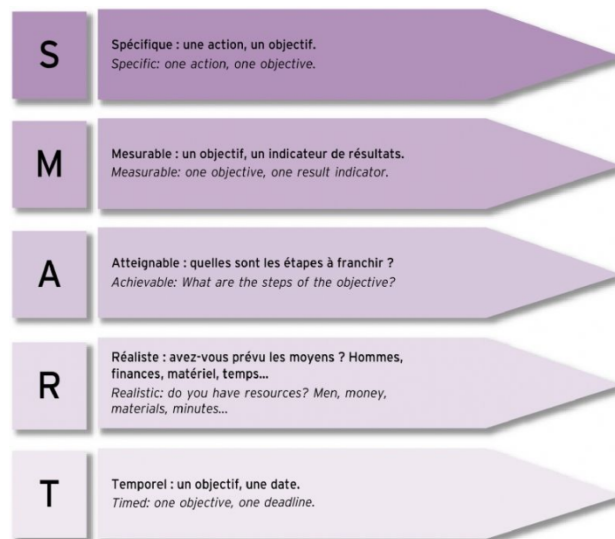 S
Spécifique : une action, un objectif.
Specific: one action, one objective.
M
Mesurable : un objectif, un indicateur de résultats.
Measurable: one objective, one result indicator.
A
Atteignable : quelles sont les étapes à franchir ?
Achievable: What are the steps of the objective?
R
Réaliste : avez-vous prévu les moyens ? Hommes,
finances, matériel, temps...
Realistic: do you have resources? Men, money,
materials, minutes...
T
Temporel : un objectif, une date.
Timed: one objective, one deadline.